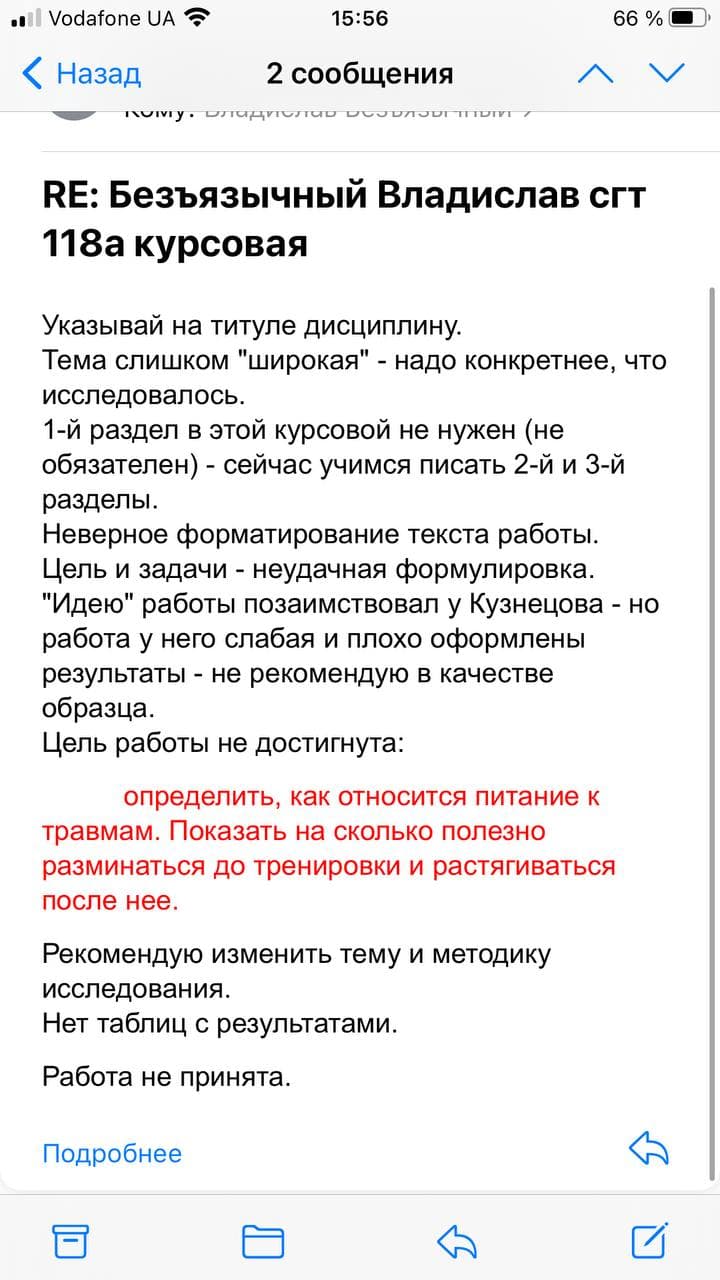 Vodafone UA 15:56 66 %
Назад 2 сообщения
Кому: Владислав Безъязычный
RE: Безъязычный Владислав сгт
118а курсовая
Указывай на титуле дисциплину.
Тема слишком "широкая" - надо конкретнее, что
исследовалось.
1-й раздел в этой курсовой не нужен (не
обязателен) - сейчас учимся писать 2-й и 3-й
разделы.
Неверное форматирование текста работы.
Цель и задачи - неудачная формулировка.
"Идею" работы позаимствовал у Кузнецова - но
работа у него слабая и плохо оформлены
результаты - не рекомендую в качестве
образца.
Цель работы не достигнута:
определить, как относится питание к
травмам. Показать на сколько полезно
разминаться до тренировки и растягиваться
после нее.
Рекомендую изменить тему и методику
исследования.
Нет таблиц с результатами.
Работа не принята.
Подробнее